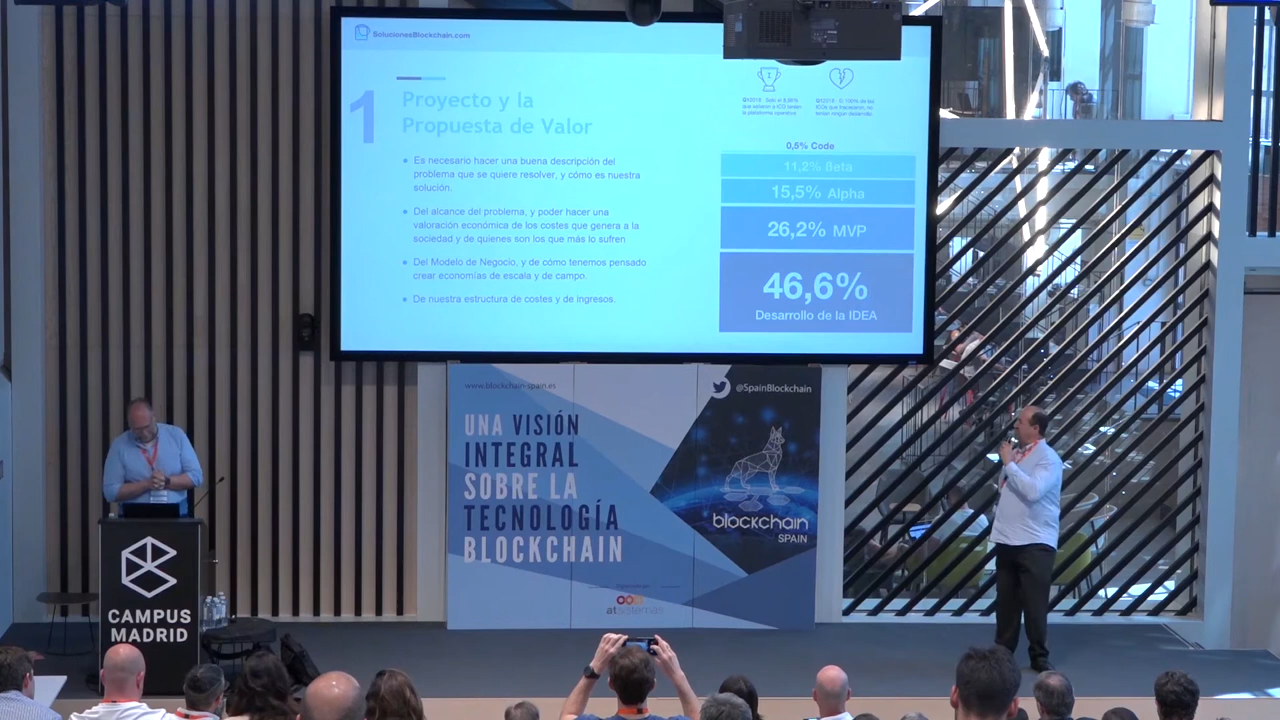 SolucionesBlockchain.com
1
Proyecto y la
Propuesta de Valor
Es necesario hacer una buena descripción del
problema que se quiere resolver, y cómo es nuestra
solución.
Del alcance del problema, y poder hacer una
valoración económica de los costes que genera a la
sociedad y de quienes son los que más lo sufren
Del Modelo de Negocio, y de cómo tenemos pensado
crear economías de escala y de campo.
De nuestra estructura de costes y de ingresos.
0,5% Code
11,2% Beta
15,5% Alpha
26,2% MVP
46,6%
Desarrollo de la IDEA
www.blockchain-spain.es
@SpainBlockchain
UNA VISIÓN
INTEGRAL
SOBRE LA
TECNOLOGÍA
BLOCKCHAIN
blockchain
SPAIN
atsistemas
CAMPUS
MADRID